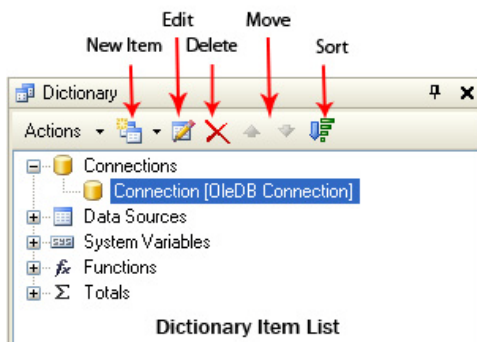 Edit Move
New Item Delete Sort
Dictionary
Actions
Connections
Connection [OleDB Connection]
Data Sources
System Variables
fx Functions
Σ Totals
Dictionary Item List